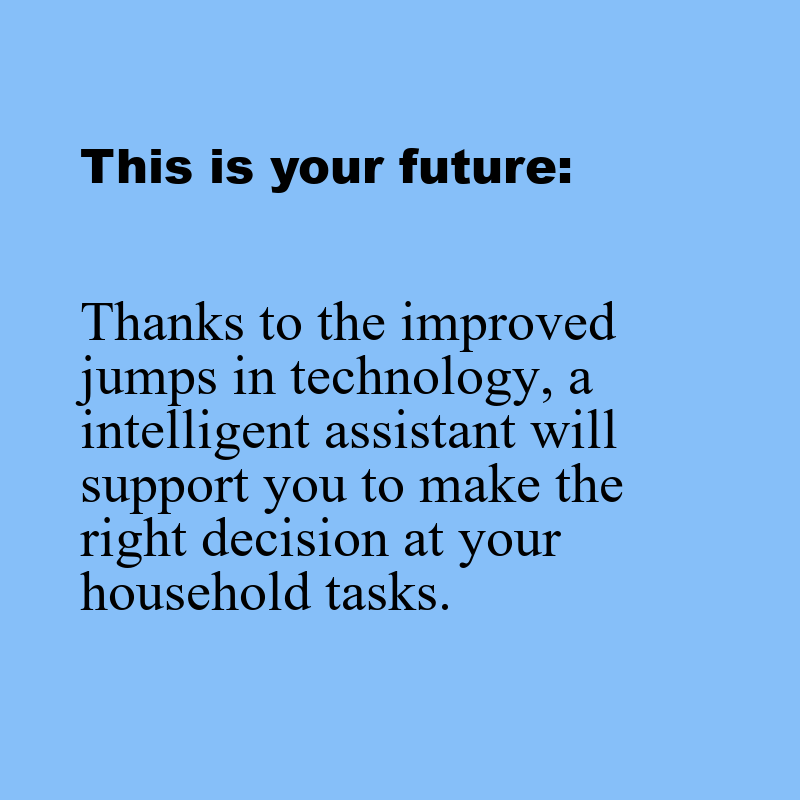 This is your future:
Thanks to the improved
jumps in technology, a
intelligent assistant will
support you to make the
right decision at your
household tasks.